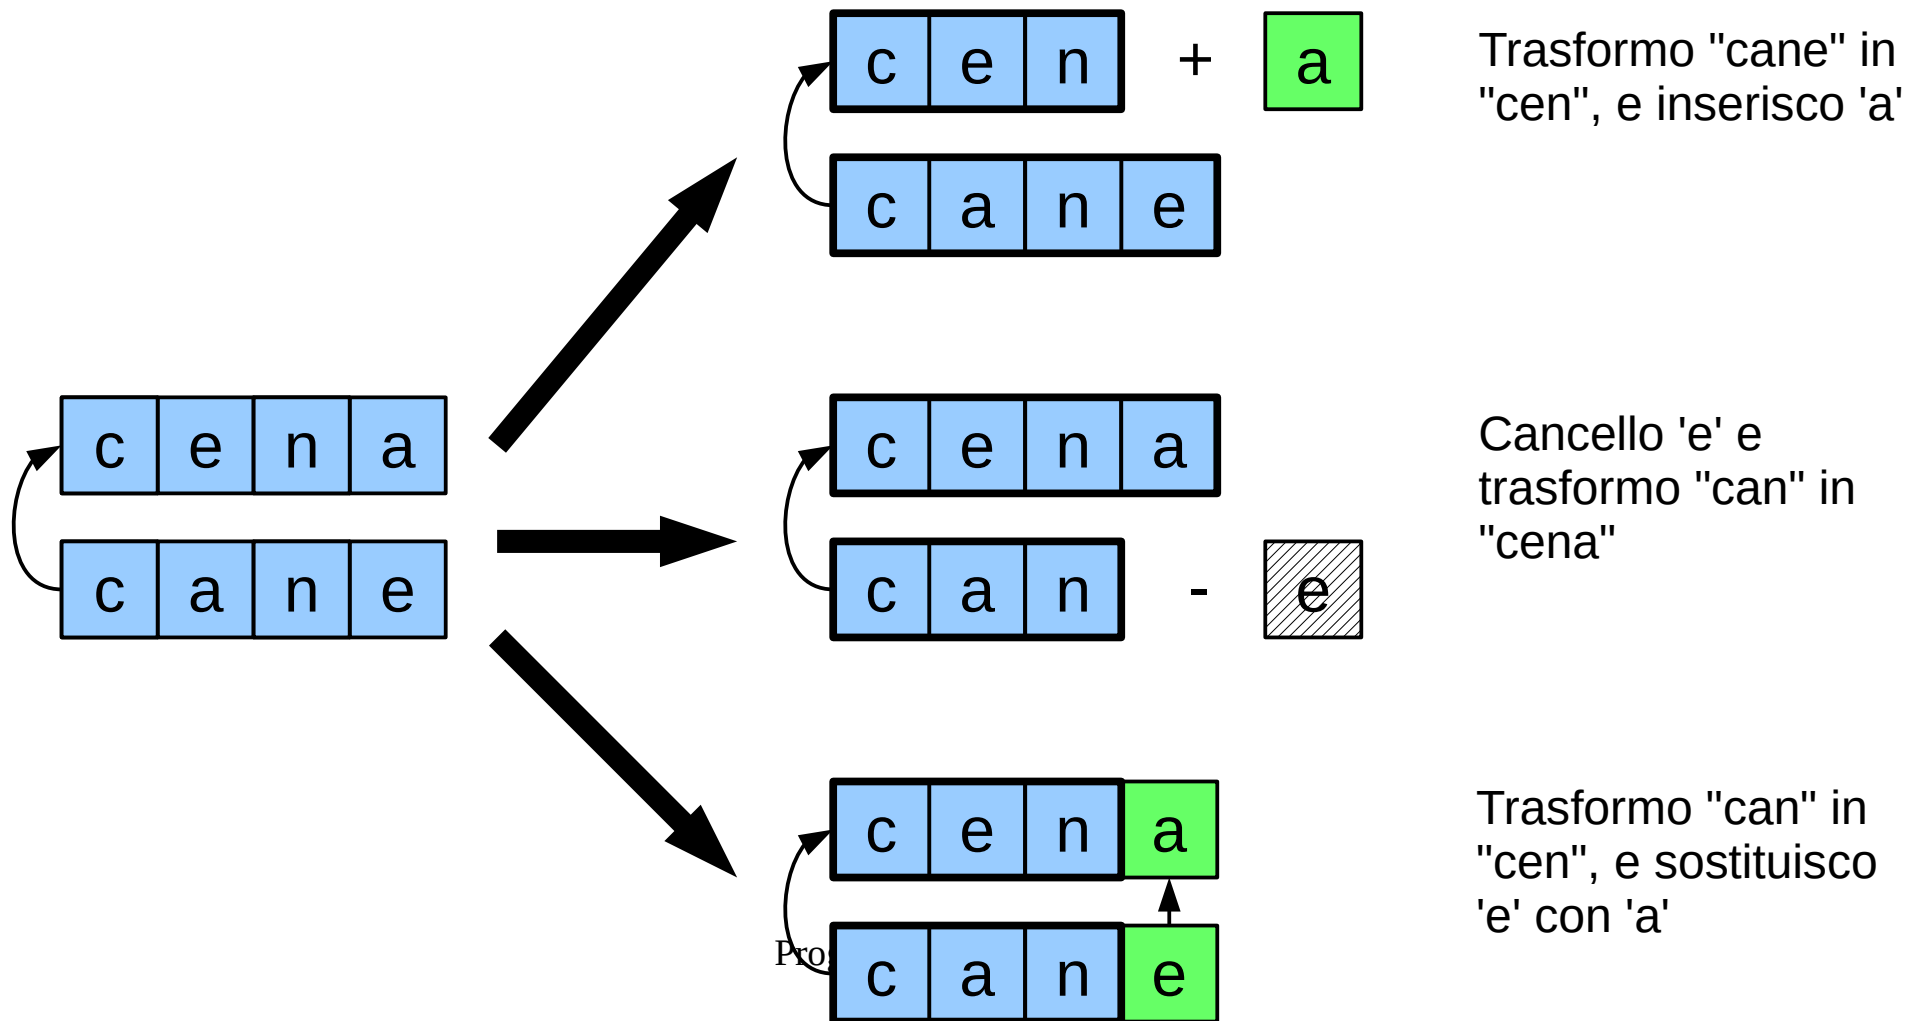 c e n + a
Trasformo "cane" in
"cen", e inserisco 'a'
c a n e
c e n a
c a n e
c e n a
Cancello 'e' e
trasformo "can" in
"cena"
c a n - e
c e n a
Trasformo "can" in
"cen", e sostituisco
'e' con 'a'
c a n e